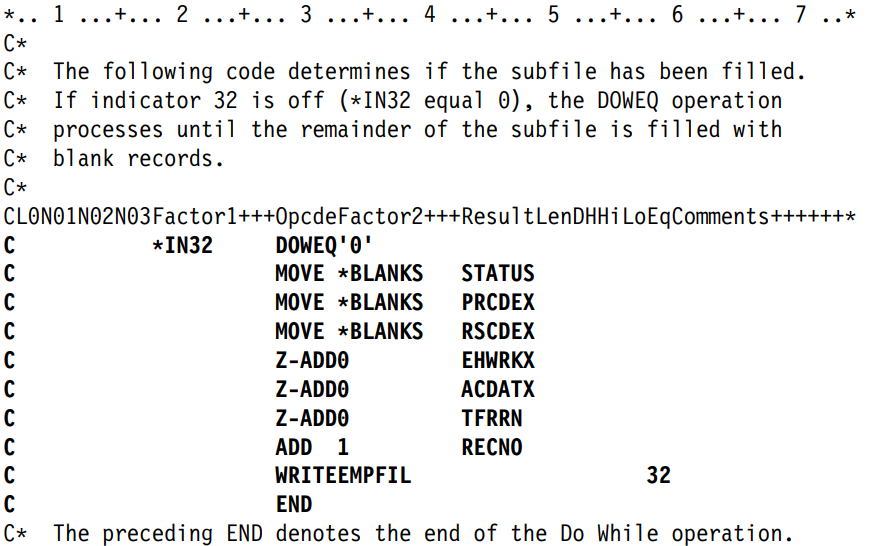 *.. 1 ...+... 2 ...+... 3 ...+... 4 ...+... 5 ...+... 6 ...+... 7 ..*
C*
C*  The following code determines if the subfile has been filled.
C*  If indicator 32 is off (*IN32 equal 0), the DOWEQ operation
C*  processes until the remainder of the subfile is filled with
C*  blank records.
C*
CL0N01N02N03Factor1+++OpcdeFactor2+++ResultLenDHHiLoEqComments++++++*
C           *IN32     DOWEQ'0'
C                     MOVE *BLANKS   STATUS
C                     MOVE *BLANKS   PRCDEX
C                     MOVE *BLANKS   RSCDEX
C                     Z-ADD0         EHWRKX
C                     Z-ADD0         ACDATX
C                     Z-ADD0         TFRRN
C                     ADD  1         RECNO
C                     WRITEEMPFIL                   32
C                     END
C*  The preceding END denotes the end of the Do While operation.